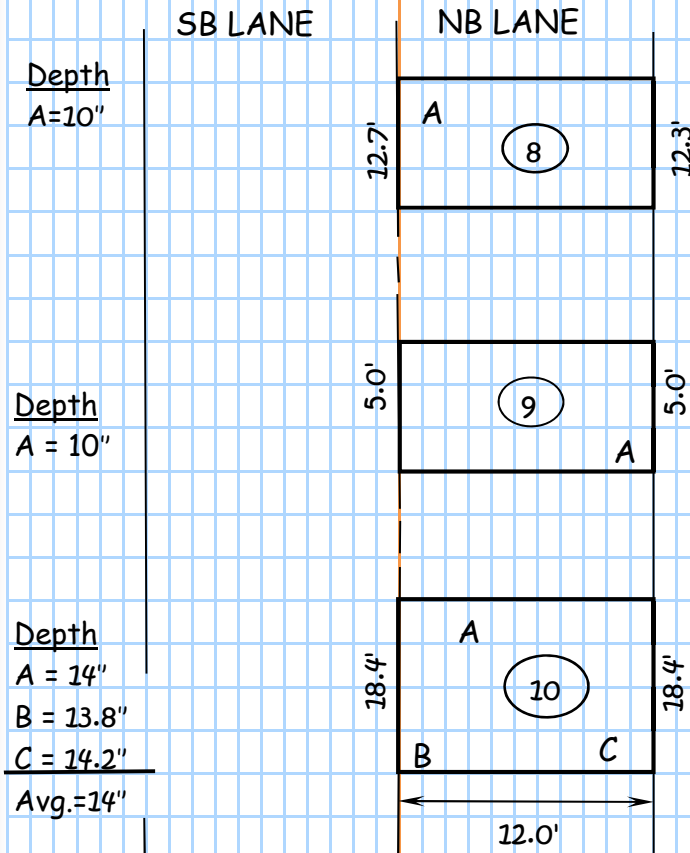 SB LANE
NB LANE
Depth
A=10"
12.7'
A
8
12.3'
Depth
A = 10"
5.0'
9
A
5.0'
Depth
A = 14"
B = 13.8"
C = 14.2"
Avg.=14"
18.4'
A
10
B
C
18.4'
12.0'